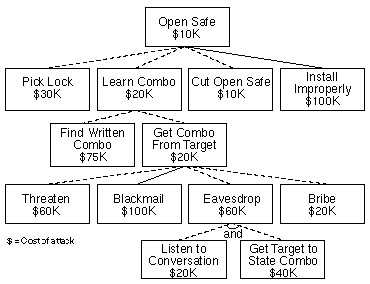 Open Safe
$10K
Pick Lock
$30K
Learn Combo
$20K
Cut Open Safe
$10K
Install
Improperly
$100K
Find Written
Combo
$75K
Get Combo
From Target
$20K
Threaten
$60K
Blackmail
$100K
Eavesdrop
$60K
Bribe
$20K
and
$ = Cost of attack
Listen to
Conversation
$20K
Get Target to
State Combo
$40K